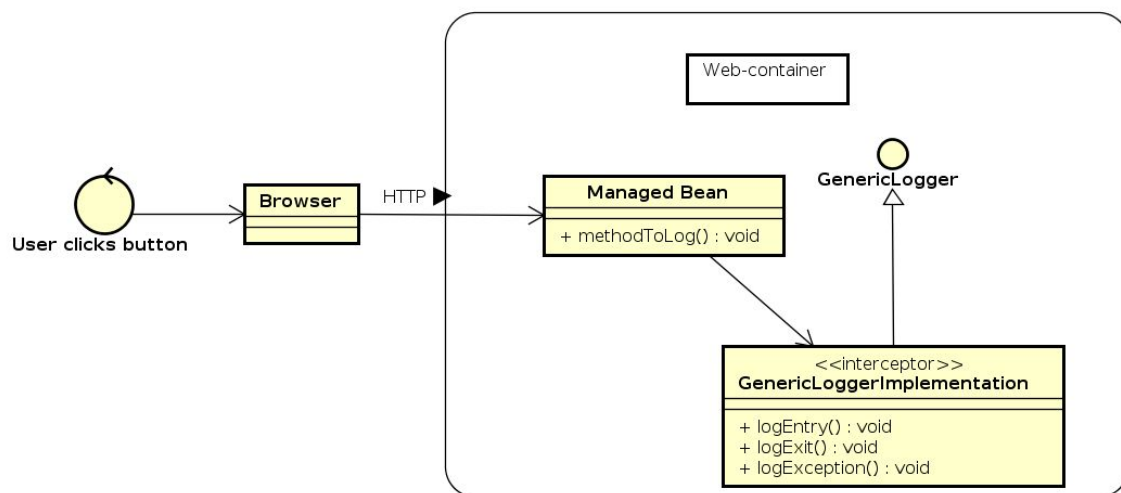 Web-container
GenericLogger
User clicks button
Browser
HTTP
Managed Bean
+ methodToLog() : void
<<interceptor>>
GenericLoggerImplementation
+ logEntry() : void
+ logExit() : void
+ logException() : void